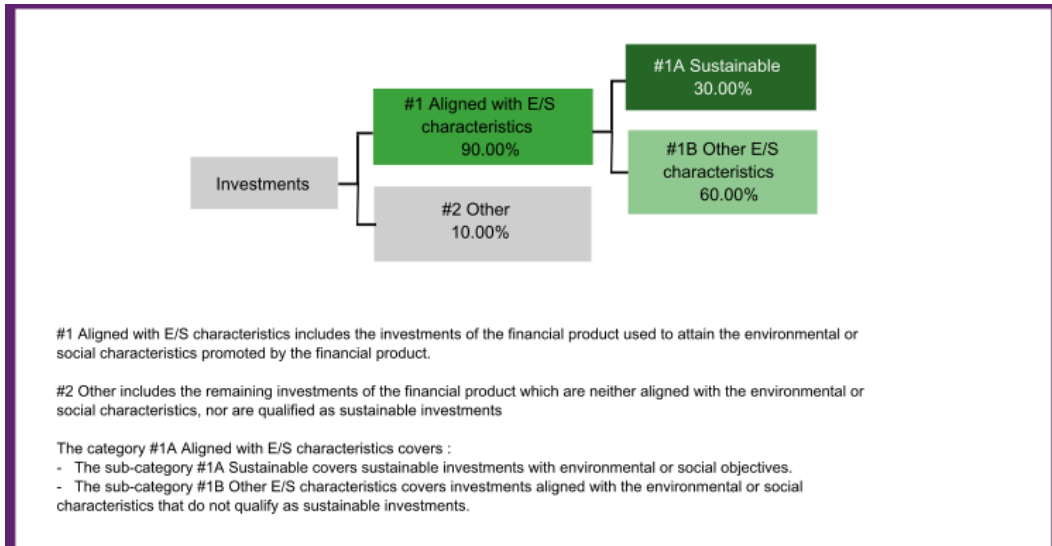 #1A Sustainable
30.00%
#1 Aligned with E/S
characteristics
90.00%
#1B Other E/S
characteristics
60.00%
Investments
#2 Other
10.00%
#1 Aligned with E/S characteristics includes the investments of the financial product used to attain the environmental or
social characteristics promoted by the financial product.
#2 Other includes the remaining investments of the financial product which are neither aligned with the environmental or
social characteristics, nor are qualified as sustainable investments
The category #1A Aligned with E/S characteristics covers :
- The sub-category #1A Sustainable covers sustainable investments with environmental or social objectives.
- The sub-category #1B Other E/S characteristics covers investments aligned with the environmental or social
characteristics that do not qualify as sustainable investments.